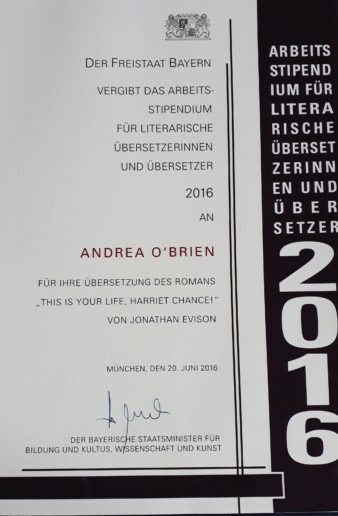 DER FREISTAAT BAYERN
VERGIBT DAS ARBEITS-
STIPENDIUM
FÜR LITERARISCHE
ÜBERSETZERINNEN
UND ÜBERSETZER
2016
AN
ANDREA O'BRIEN
FÜR IHRE ÜBERSETZUNG DES ROMANS
„THIS IS YOUR LIFE, HARRIET CHANCE!"
VON JONATHAN EVISON
MÜNCHEN, DEN 20. JUNI 2016
DER BAYERISCHE STAATSMINISTER FÜR
BILDUNG UND KULTUS, WISSENSCHAFT UND KUNST
ARBEITS
STIPEND
IUM FÜR
LITERA
RISCHE
ÜBERSET
ZERINN
EN UND
ÜBER
SETZER
2016